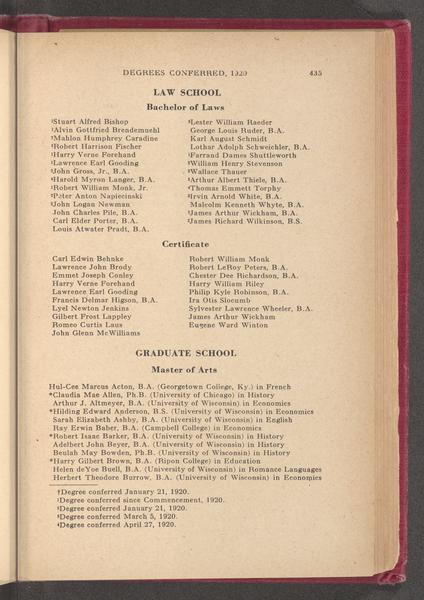 DEGREES CONFERRED, 1920 435
LAW SCHOOL
Bachelor of Laws
Stuart Alfred Bishop
Alvin Gottfried Brendemuehl
Mahlon Humphrey Caradine
Robert Harrison Fischer
Harry Verne Forehand
Lawrence Earl Gooding
John Gross, Jr., B.A.
Harold Myron Langer, B.A.
Robert William Monk, Jr.
Peter Anton Napiecinski
John Logan Newman
John Charles Pile, B.A.
Carl Elder Porter, B.A.
Louis Atwater Pradt, B.A.
Lester William Raeder
George Louis Ruder, B.A.
Karl August Schmidt
Lothar Adolph Schweichler, B.A.
Farrand Dames Shuttleworth
William Henry Stevenson
Wallace Thauer
Arthur Albert Thiele, B.A.
Thomas Emmett Torphy
Irvin Arnold White, B.A.
Malcolm Kenneth Whyte, B.A.
James Arthur Wickham, B.A.
James Richard Wilkinson, B.S.
Certificate
Carl Edwin Behnke
Lawrence John Brody
Emmet Joseph Conley
Harry Verne Forehand
Lawrence Earl Gooding
Francis Delmar Higson, B.A.
Lyel Newton Jenkins
Gilbert Frost Lappley
Romeo Curtis Laus
John Glenn McWilliams
Robert William Monk
Robert LeRoy Peters, B.A.
Chester Dee Richardson, B.A.
Harry William Riley
Philip Kyle Robinson, B.A.
Ira Otis Slocumb
Sylvester Lawrence Wheeler, B.A.
James Arthur Wickham
Eugene Ward Winton
GRADUATE SCHOOL
Master of Arts
Hul-Cee Marcus Acton, B.A. (Georgetown College, Ky.) in French
*Claudia Mae Allen, Ph.B. (University of Chicago) in History
Arthur J. Altmeyer, B.A. (University of Wisconsin) in Economics
*Hilding Edward Anderson, B.S. (University of Wisconsin) in Economics
Sarah Elizabeth Ashby, B.A. (University of Wisconsin) in English
Ray Erwin Baber, B.A. (Campbell College) in Economics
*Robert Isaac Barker, B.A. (University of Wisconsin) in History
Adelbert John Beyer, B.A. (University of Wisconsin) in History
Beulah May Bowden, Ph.B. (University of Wisconsin) in History
*Harry Gilbert Brown, B.A. (Ripon College) in Education
Helen deYoe Buell, B.A. (University of Wisconsin) in Romance Languages
Herbert Theodore Burrow, B.A. (University of Wisconsin) in Economics
†Degree conferred January 21, 1920.
¹Degree conferred since Commencement, 1920.
²Degree conferred January 21, 1920.
³Degree conferred March 5, 1920.
⁴Degree conferred April 27, 1920.